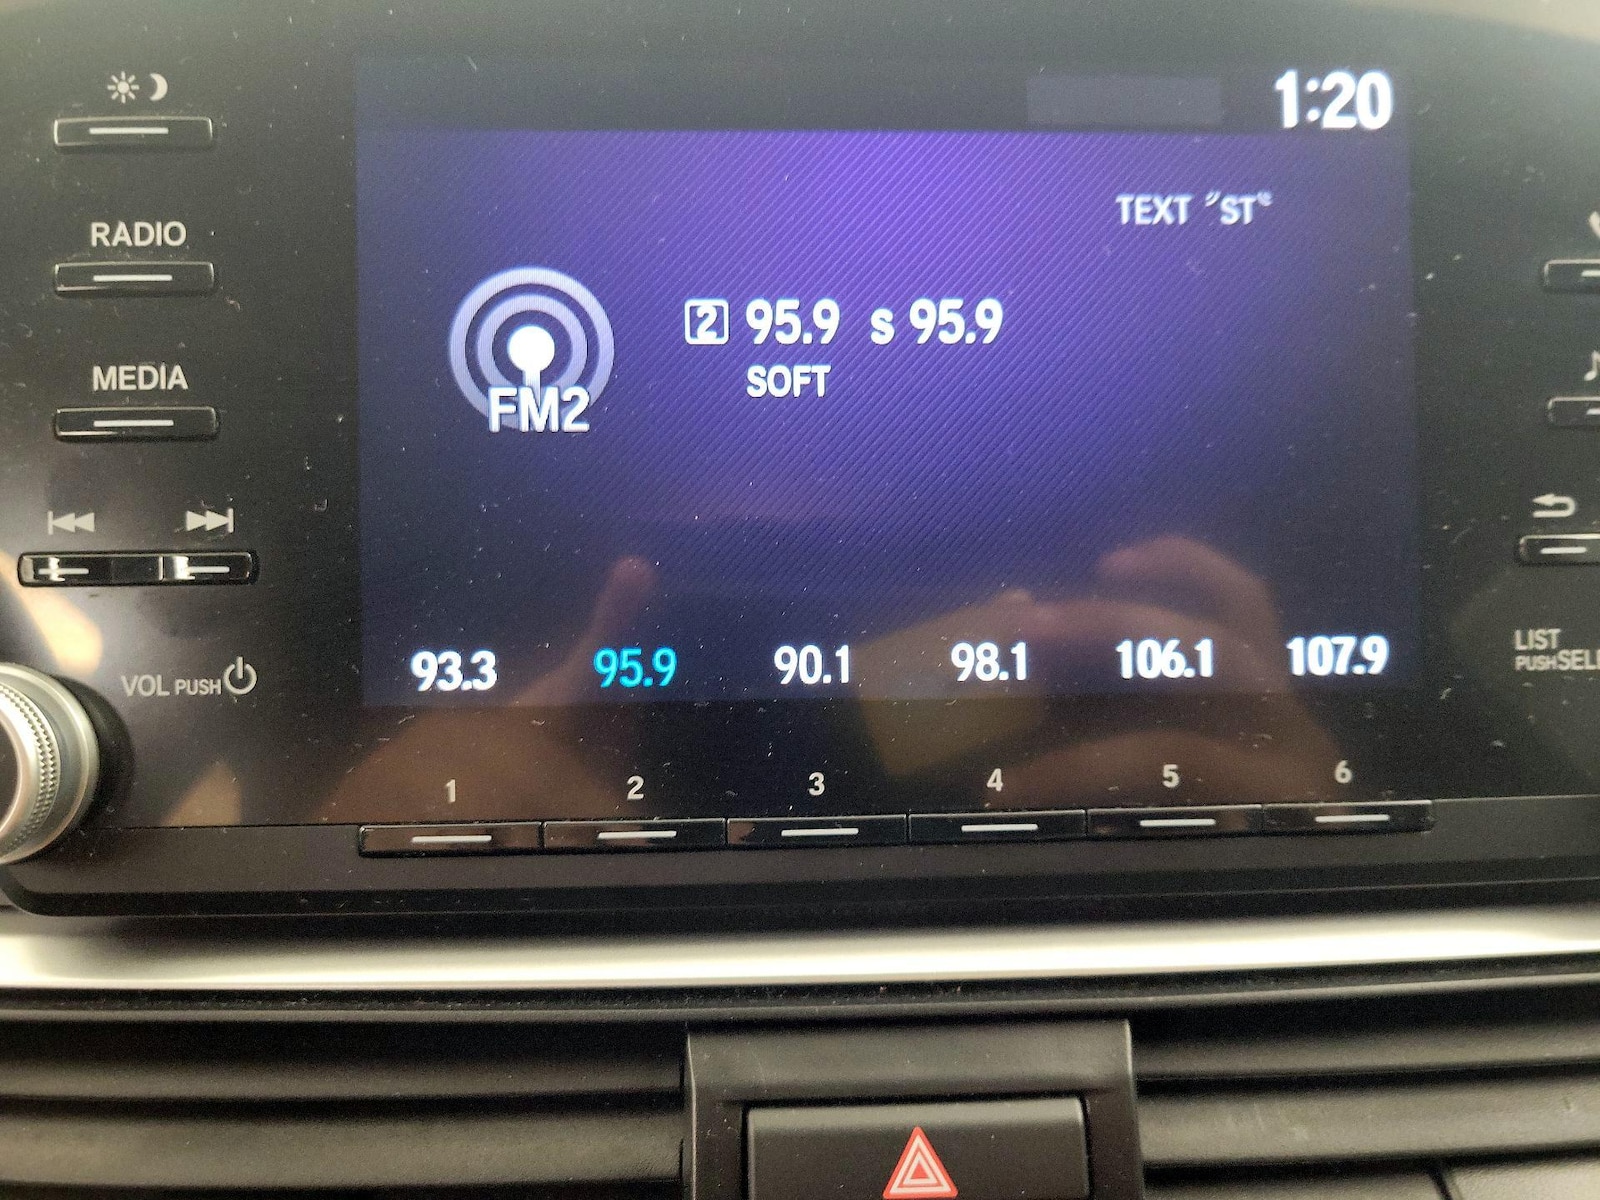 1:20
TEXT "ST"
RADIO
2 95.9 s 95.9
SOFT
MEDIA
FM2
93.3 95.9 90.1 98.1 106.1 107.9
VOL PUSH
LIST
PUSH
1 2 3 4 5 6